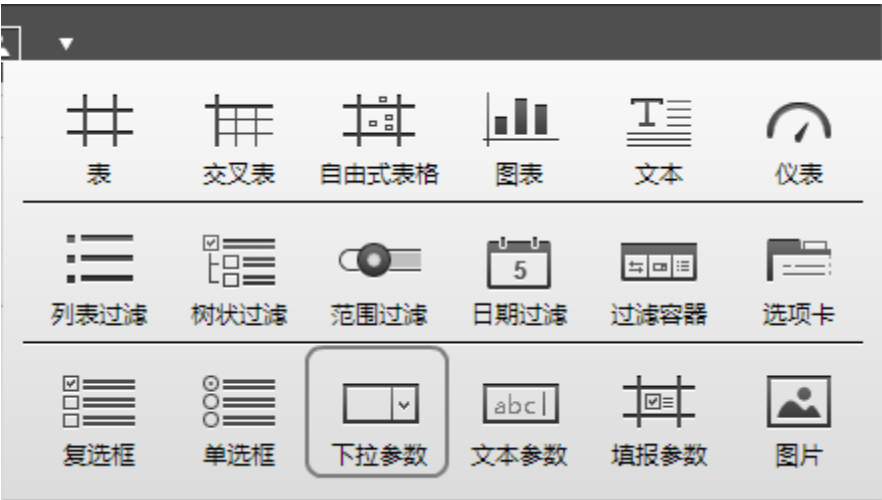 表 交叉表 自由式表格 图表 T 文本 仪表
5
列表过滤 树状过滤 范围过滤 日期过滤 过滤容器 选项卡
abc
复选框 单选框 下拉参数 文本参数 填报参数 图片